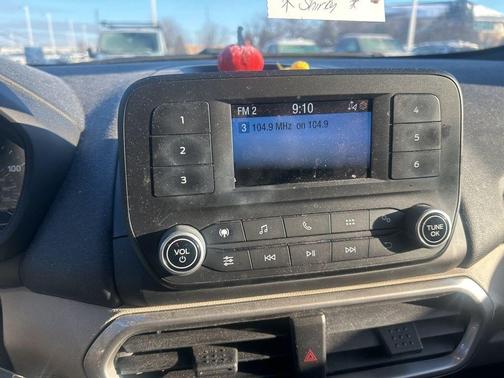 * Shirby *
FM 2
9:10
3 104.9 MHz on 104.9
1
2
3
4
5
6
VOL
TUNE
OK
100